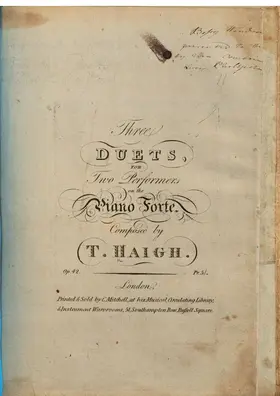 Three
DUETS,
FOR
Two Performers
on the
Piano Forte.
Composed by
T. HAIGH.
Op. 42. Pr. 5/.
London,
Printed & Sold by C. Mitchell, at his Musical Circulating Library
& Instrument Warerooms, 51, Southampton Row, Russell Square.